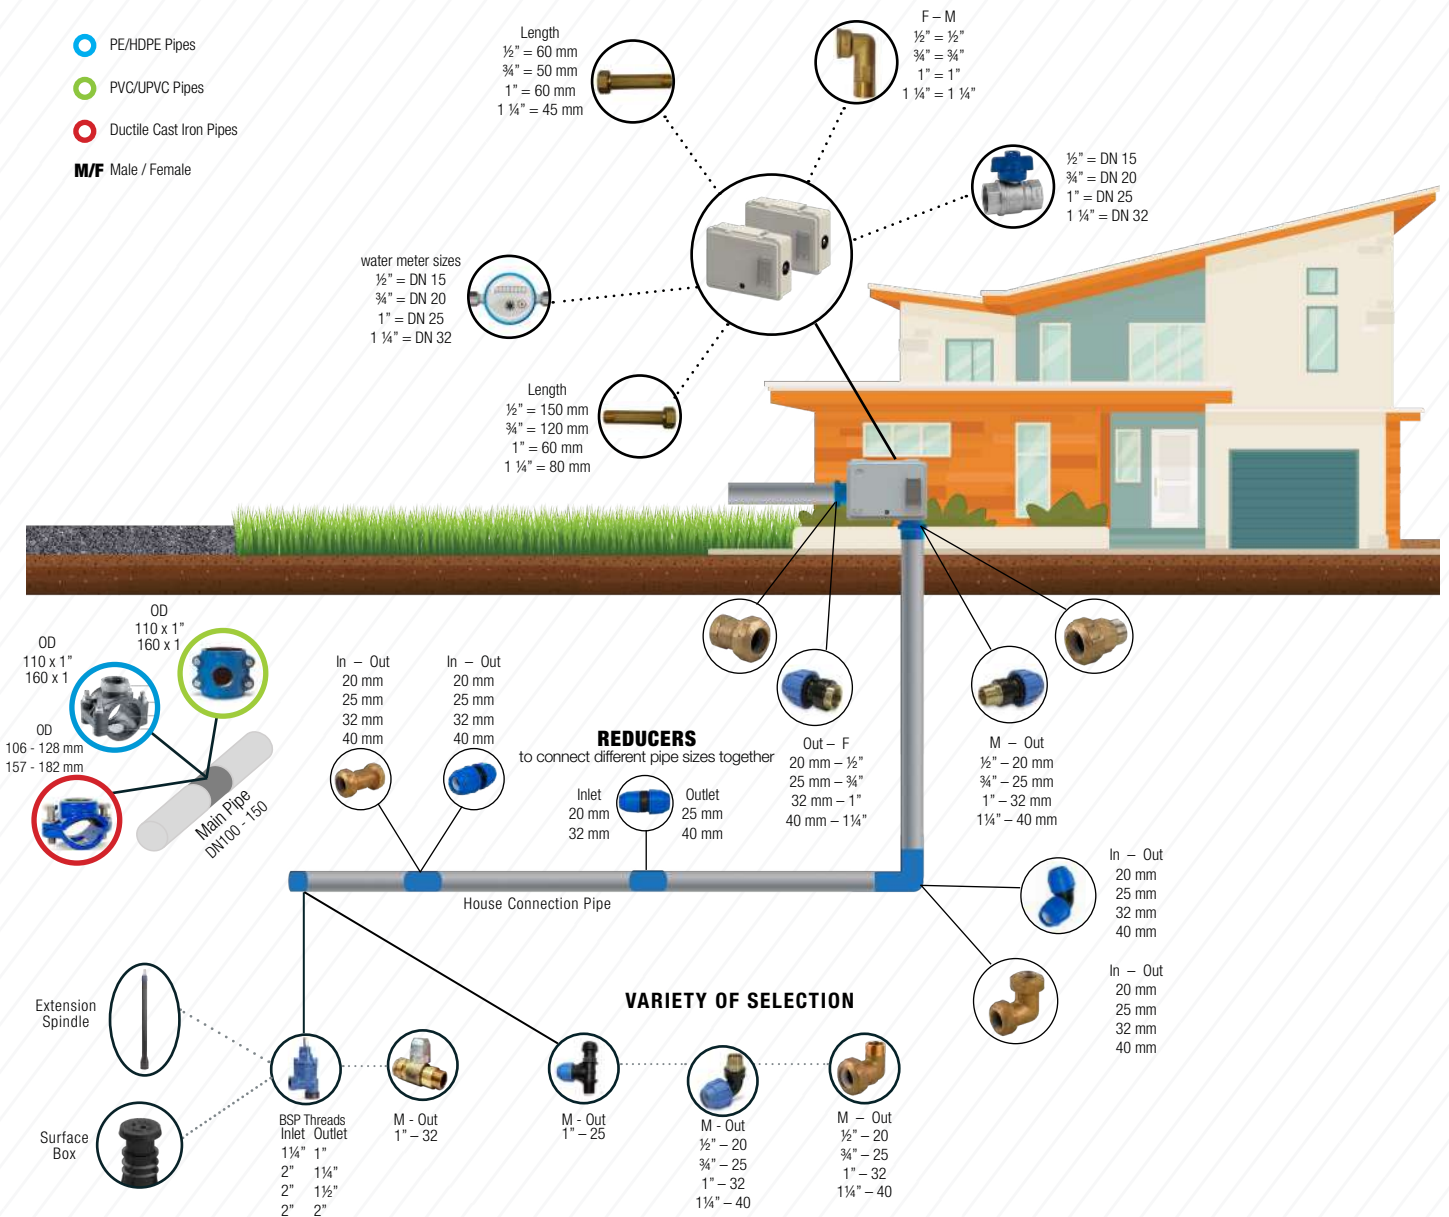 PE/HDPE Pipes
PVC/UPVC Pipes
Ductile Cast Iron Pipes
M/F Male / Female
Length
½” = 60 mm
¾” = 50 mm
1” = 60 mm
1 ¼” = 45 mm
F – M
½” = ½”
¾” = ¾”
1” = 1”
1 ¼” = 1 ¼”
½” = DN 15
¾” = DN 20
1” = DN 25
1 ¼” = DN 32
water meter sizes
½” = DN 15
¾” = DN 20
1” = DN 25
1 ¼” = DN 32
Length
½” = 150 mm
¾” = 120 mm
1” = 60 mm
1 ¼” = 80 mm
OD
110 x 1”
160 x 1
OD
110 x 1”
160 x 1
OD
106 - 128 mm
157 - 182 mm
Main Pipe
DN100 - 150
In – Out
20 mm
25 mm
32 mm
40 mm
In – Out
20 mm
25 mm
32 mm
40 mm
REDUCERS
to connect different pipe sizes together
Inlet
20 mm
32 mm
Outlet
25 mm
40 mm
Out – F
20 mm – ½”
25 mm – ¾”
32 mm – 1”
40 mm – 1¼”
M – Out
½” – 20 mm
¾” – 25 mm
1” – 32 mm
1¼” – 40 mm
House Connection Pipe
In – Out
20 mm
25 mm
32 mm
40 mm
In – Out
20 mm
25 mm
32 mm
40 mm
VARIETY OF SELECTION
Extension
Spindle
Surface
Box
BSP Threads
Inlet Outlet
1¼” 1”
2” 1¼”
2” 1½”
2” 2”
M - Out
1” – 32
M - Out
1” – 25
M - Out
½” – 20
¾” – 25
1” – 32
1¼” – 40
M – Out
½” – 20
¾” – 25
1” – 32
1¼” – 40